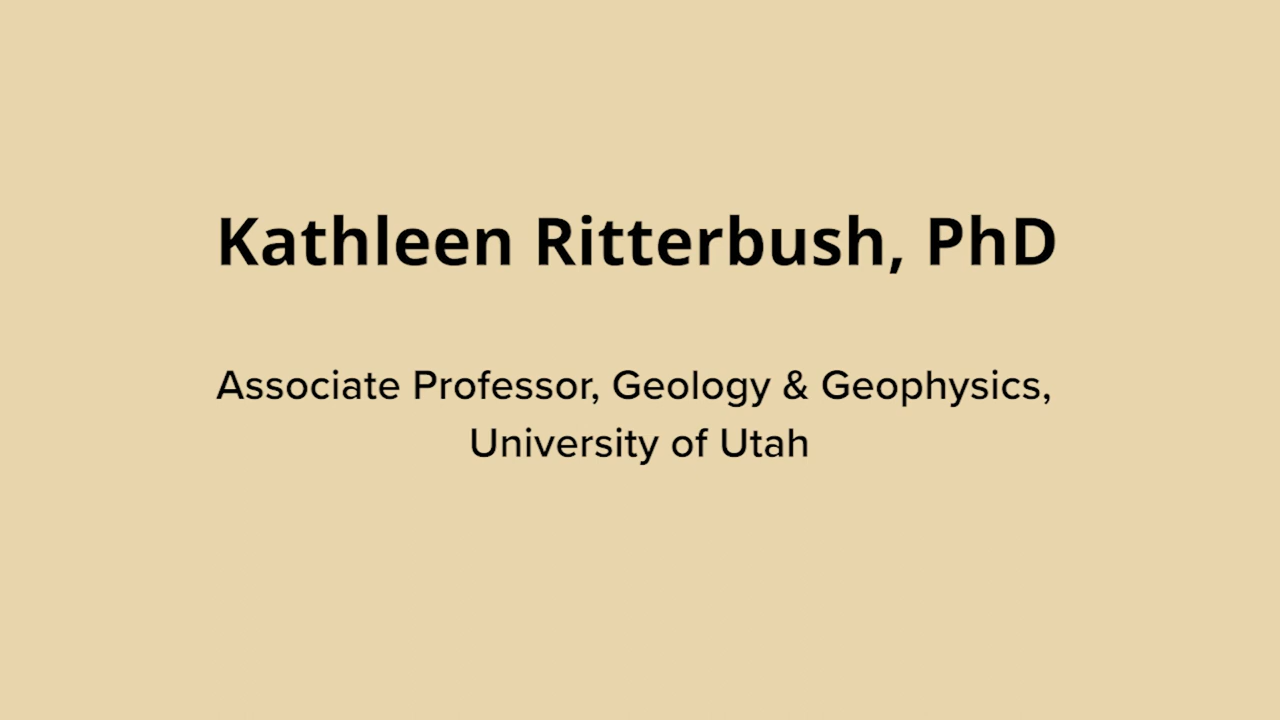 Kathleen Ritterbush, PhD
Associate Professor, Geology & Geophysics,
University of Utah